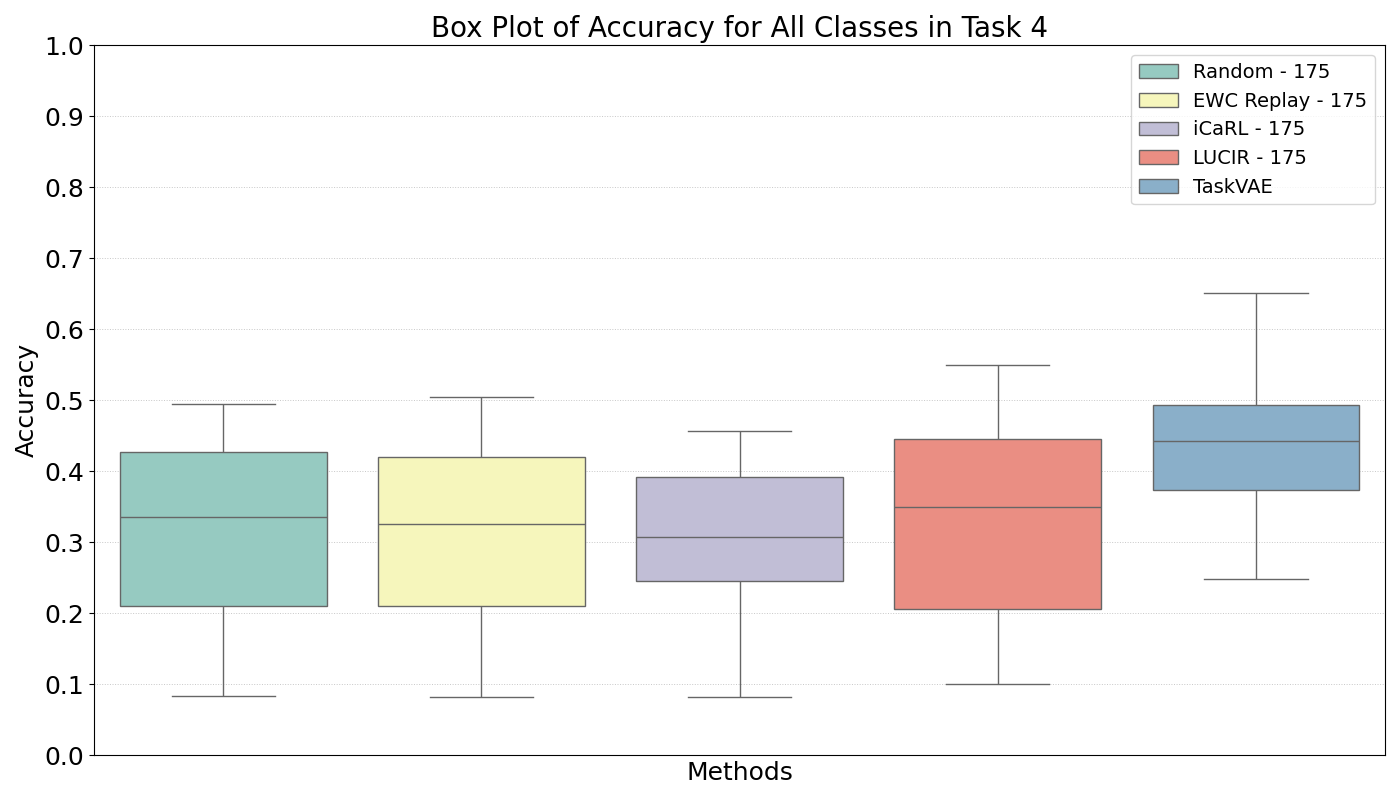 Box Plot of Accuracy for All Classes in Task 4
1.0
0.9
0.8
0.7
0.6
0.5
0.4
0.3
0.2
0.1
0.0
Accuracy
Methods
Random - 175
EWC Replay - 175
iCaRL - 175
LUCIR - 175
TaskVAE